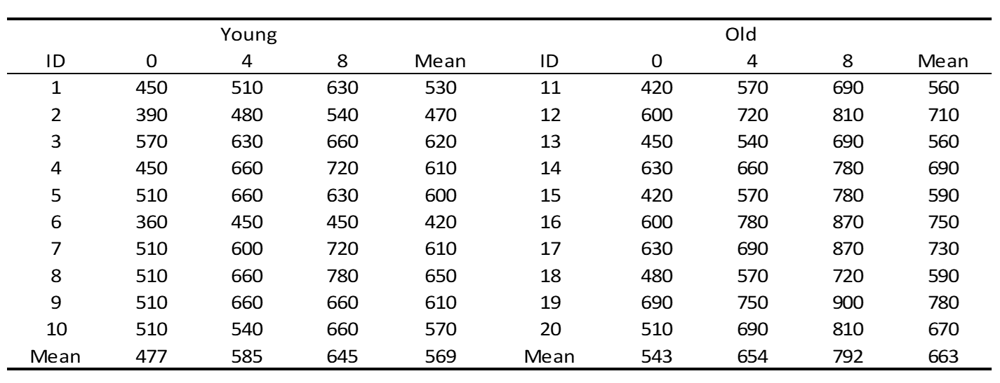 Young Old
ID 0 4 8 Mean ID 0 4 8 Mean
1 450 510 630 530 11 420 570 690 560
2 390 480 540 470 12 600 720 810 710
3 570 630 660 620 13 450 540 690 560
4 450 660 720 610 14 630 660 780 690
5 510 660 630 600 15 420 570 780 590
6 360 450 450 420 16 600 780 870 750
7 510 600 720 610 17 630 690 870 730
8 510 660 780 650 18 480 570 720 590
9 510 660 660 610 19 690 750 900 780
10 510 540 660 570 20 510 690 810 670
Mean 477 585 645 569 Mean 543 654 792 663